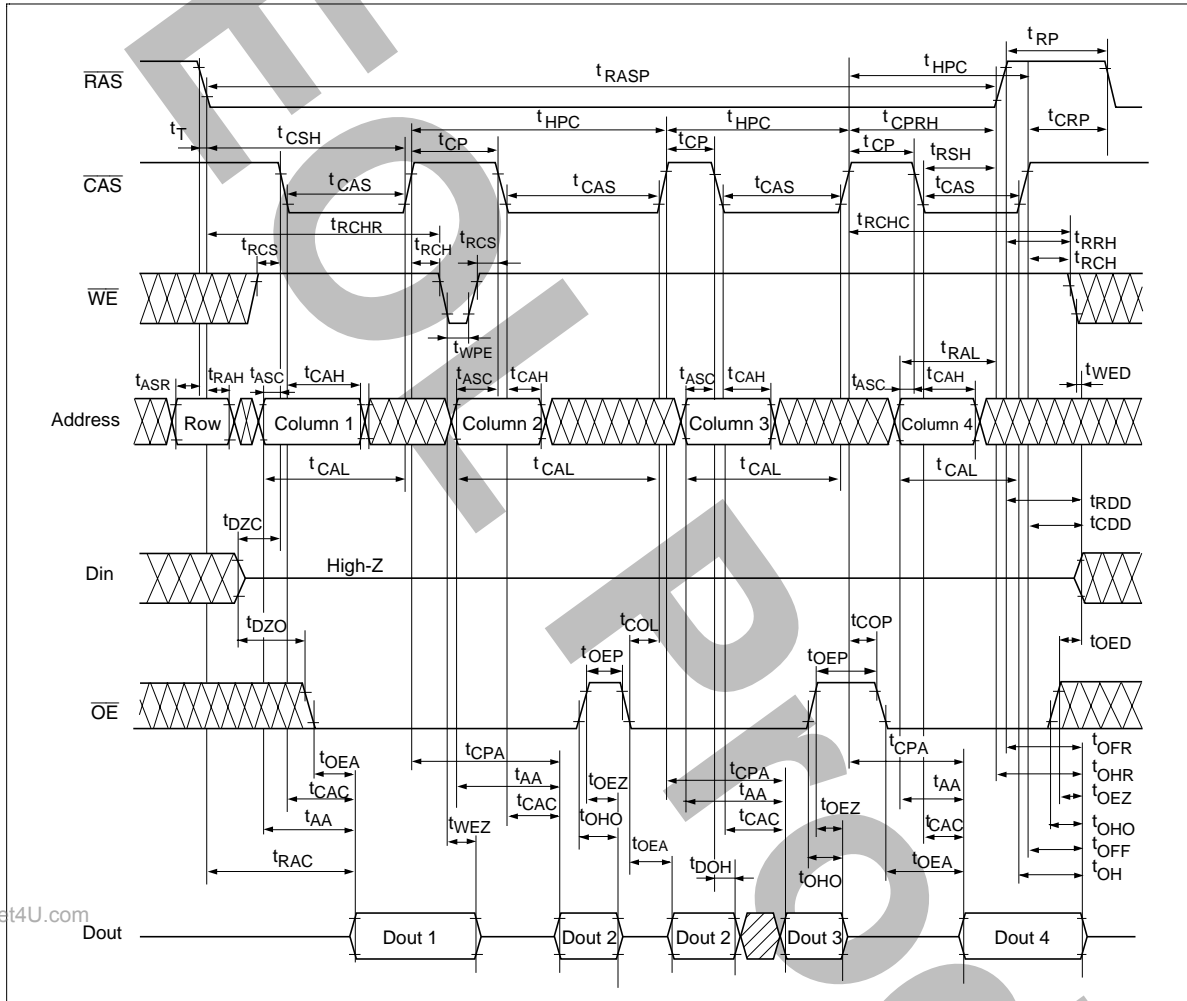 tRP
tHPC
RAS
tRASP
tHPC tHPC tCPRH
tT tCSH tCP tCP tCP tRSH tCRP
CAS
tCAS tCAS tCAS tCAS
tRCHR tRCHC
tRCS tRCH tRCS tRRH
tRCH
WE
tWPE tRAL
tASR tRAH tASC tCAH tASC tCAH tASC tCAH tASC tCAH tWED
Address Row Column 1 Column 2 Column 3 Column 4
tCAL tCAL tCAL tCAL
tRDD
tDZC tCDD
Din High-Z
tDZO tCOL tCOP
tOEP tOEP tOED
OE
tOEA tCPA tCPA tCPA tOFR
tCAC tAA tOEZ tAA tOEZ tAA tOHR
tAA tCAC tOHO tCAC tCAC tOEZ
tWEZ tOEA tOEA tOHO
tRAC tDOH tOHO tOFF
tOH
et4U.com
Dout Dout 1 Dout 2 Dout 2 Dout 3 Dout 4
EOL Pro